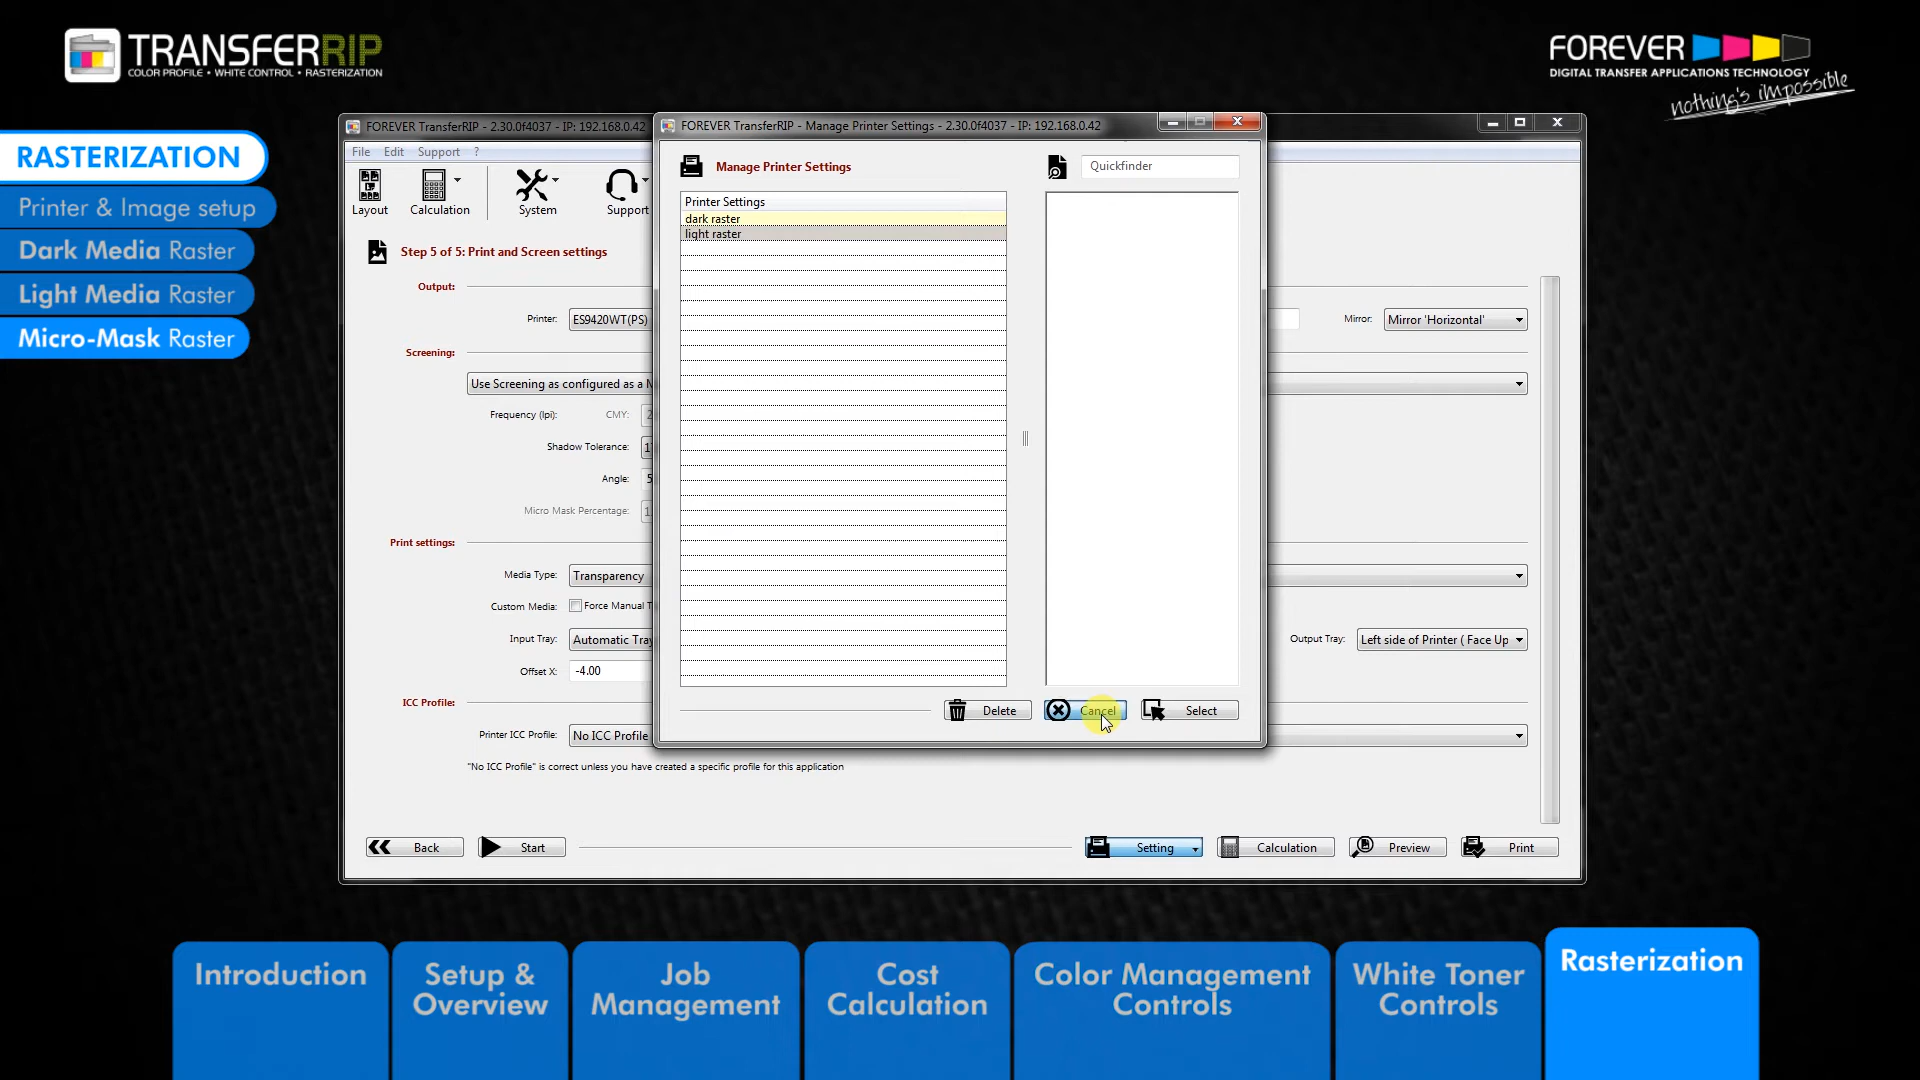 TRANSFERRIP
COLOR PROFILE • WHITE CONTROL • RASTERIZATION
FOREVER
DIGITAL TRANSFER APPLICATIONS TECHNOLOGY
nothing's impossible
RASTERIZATION
Printer & Image setup
Dark Media Raster
Light Media Raster
Micro-Mask Raster
FOREVER TransferRIP - 2.30.0f4037 - IP: 192.168.0.42
FOREVER TransferRIP - Manage Printer Settings - 2.30.0f4037 - IP: 192.168.0.42
File Edit Support ?
Layout Calculation System Support
Manage Printer Settings
Quickfinder
Printer Settings
dark raster
light raster
Step 5 of 5: Print and Screen settings
Output:
Printer: ES9420WT(PS) Mirror: Mirror 'Horizontal'
Screening:
Use Screening as configured as a
Frequency (lpi): CMY: 2
Shadow Tolerance: 1
Angle: 5
Micro Mask Percentage: 1
Print settings:
Media Type: Transparency
Custom Media: Force Manual T
Input Tray: Automatic Tray Output Tray: Left side of Printer ( Face Up
Offset X: -4.00
ICC Profile:
Delete Cancel Select
Printer ICC Profile: No ICC Profile
"No ICC Profile" is correct unless you have created a specific profile for this application
Back Start Setting Calculation Preview Print
Introduction
Setup & Overview
Job Management
Cost Calculation
Color Management Controls
White Toner Controls
Rasterization